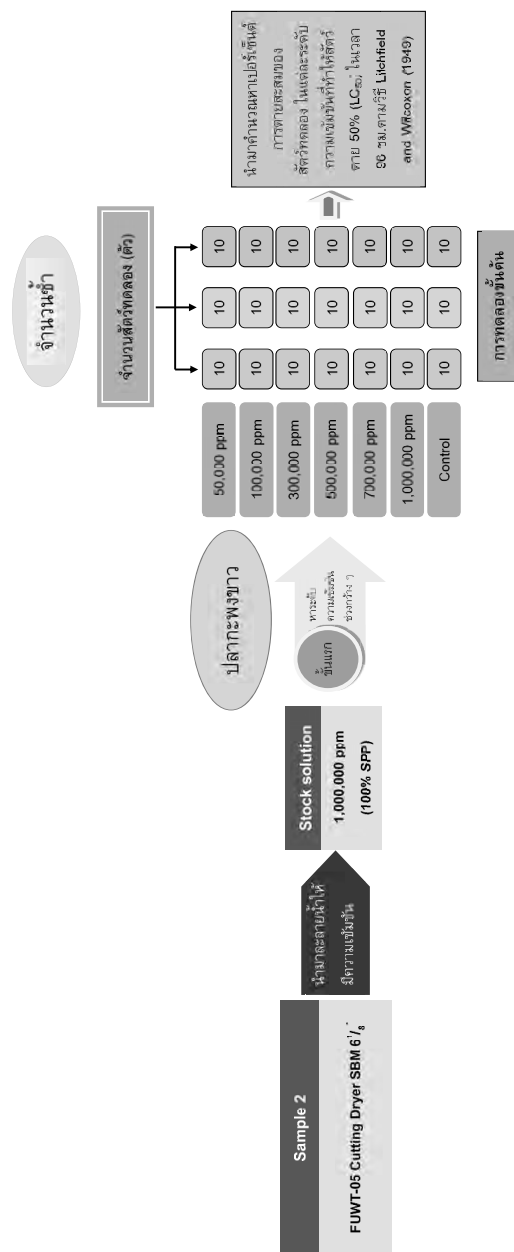 Sample 2
FUWT-05 Cutting Dryer SBM 6 1/8"
นำมาละลายน้ำให้
มีความเข้มข้น
Stock solution
1,000,000 ppm
(100% SPP)
ปลากะพงขาว
ขั้นแรก
หาระดับ
ความเข้มข้น
ช่วงกว้าง ๆ
จำนวนซ้ำ
จำนวนสัตว์ทดลอง (ตัว)
50,000 ppm 10 10 10
100,000 ppm 10 10 10
300,000 ppm 10 10 10
500,000 ppm 10 10 10
700,000 ppm 10 10 10
1,000,000 ppm 10 10 10
Control 10 10 10
การทดลองขั้นต้น
นำมาคำนวณหาเปอร์เซ็นต์
การตายสะสมของ
สัตว์ทดลอง ในแต่ละระดับ
ความเข้มข้นที่ทำให้สัตว์
ตาย 50% (LC50) ในเวลา
96 ชม.ตามวิธี Litchfield
and Wilcoxon (1949)